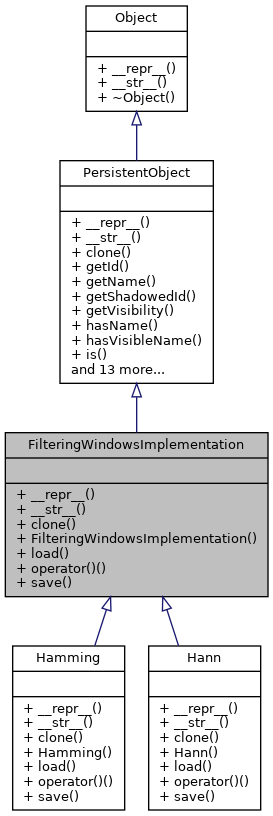 Object
+ __repr__()
+ __str__()
+ ~Object()
PersistentObject
+ __repr__()
+ __str__()
+ clone()
+ getId()
+ getName()
+ getShadowedId()
+ getVisibility()
+ hasName()
+ hasVisibleName()
+ is()
and 13 more...
FilteringWindowsImplementation
+ __repr__()
+ __str__()
+ clone()
+ FilteringWindowsImplementation()
+ load()
+ operator()()
+ save()
Hamming
+ __repr__()
+ __str__()
+ clone()
+ Hamming()
+ load()
+ operator()()
+ save()
Hann
+ __repr__()
+ __str__()
+ clone()
+ Hann()
+ load()
+ operator()()
+ save()